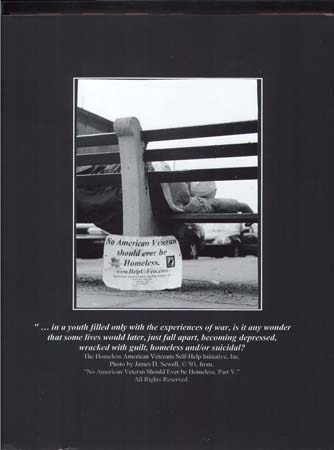 No American Veteran
should ever be
Homeless.
www.HelpUsVets.com
" ... in a youth filled only with the experiences of war, is it any wonder
that some lives would later, just fall apart, becoming depressed,
wracked with guilt, homeless and/or suicidal?
The Homeless American Veterans Self-Help Initiative, Inc.
Photo by James D. Sewell, © '03, from,
"No American Veteran Should Ever be Homeless, Part V."
All Rights Reserved.